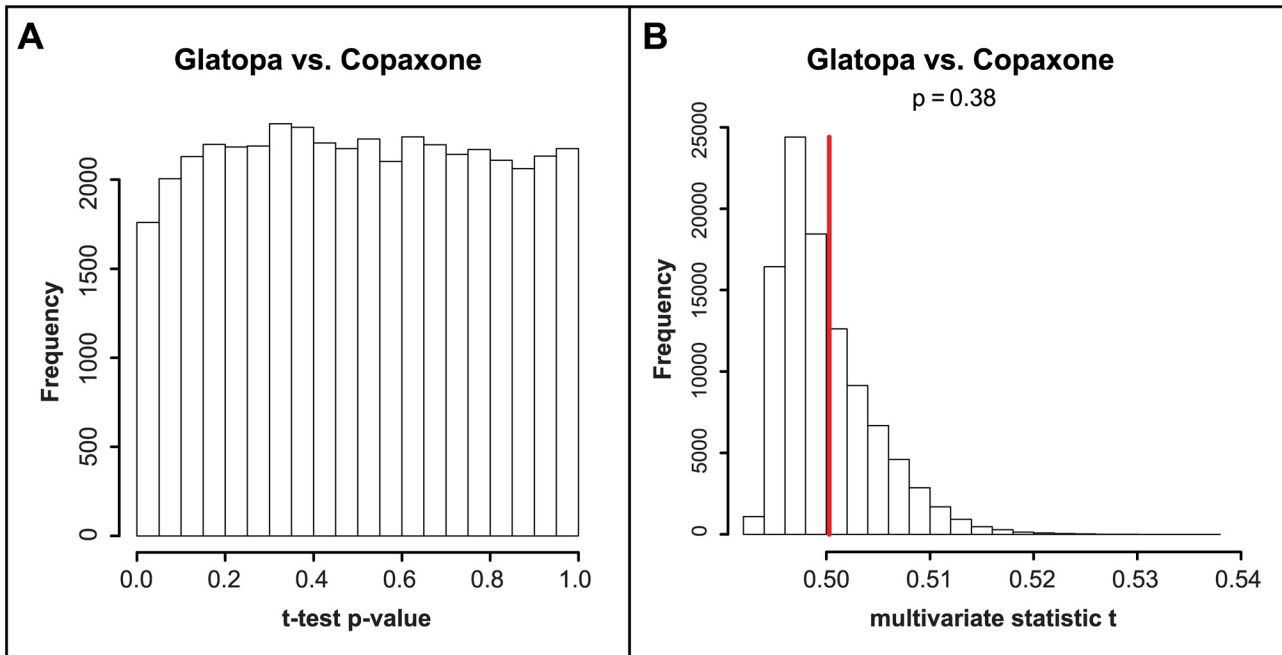 A
Glatopa vs. Copaxone
Frequency
2000
1500
1000
500
0
0.0 0.2 0.4 0.6 0.8 1.0
t-test p-value
B
Glatopa vs. Copaxone
p = 0.38
Frequency
25000
20000
15000
10000
5000
0
0.50 0.51 0.52 0.53 0.54
multivariate statistic t